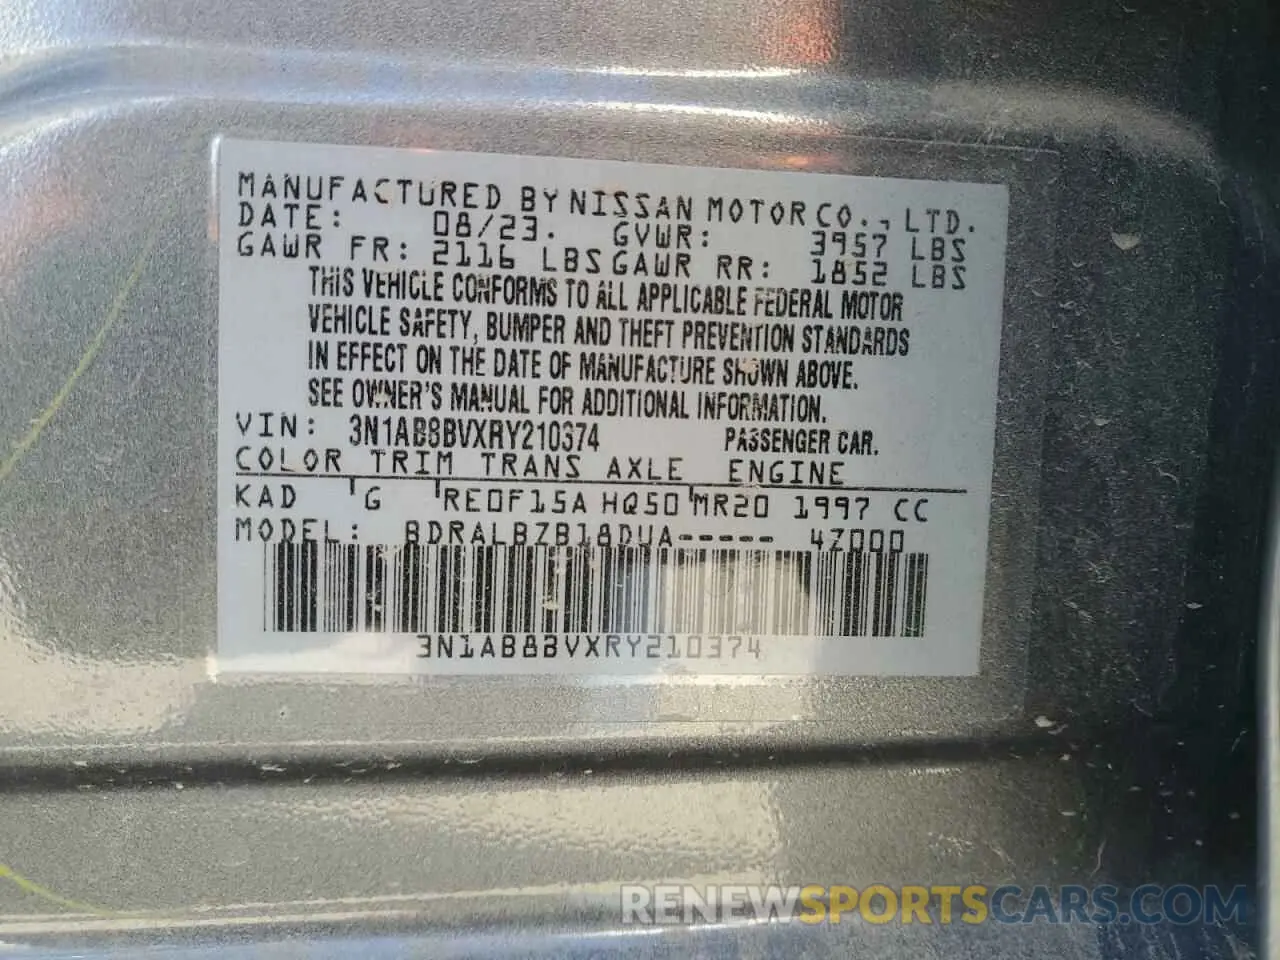 MANUFACTURED BY NISSAN MOTOR CO., LTD.
DATE: 08/23. GVWR: 3957 LBS
GAWR FR: 2116 LBS GAWR RR: 1852 LBS
THIS VEHICLE CONFORMS TO ALL APPLICABLE FEDERAL MOTOR
VEHICLE SAFETY, BUMPER AND THEFT PREVENTION STANDARDS
IN EFFECT ON THE DATE OF MANUFACTURE SHOWN ABOVE.
SEE OWNER'S MANUAL FOR ADDITIONAL INFORMATION.
VIN: 3N1AB8BVXRY210374 PASSENGER CAR.
COLOR TRIM TRANS AXLE ENGINE
KAD G RE0F15A HQ50 MR20 1997 CC
MODEL: BDRALBZB18DUA----- 4Z000
3N1AB8BVXRY210374
RENEWSPORTSCARS.COM